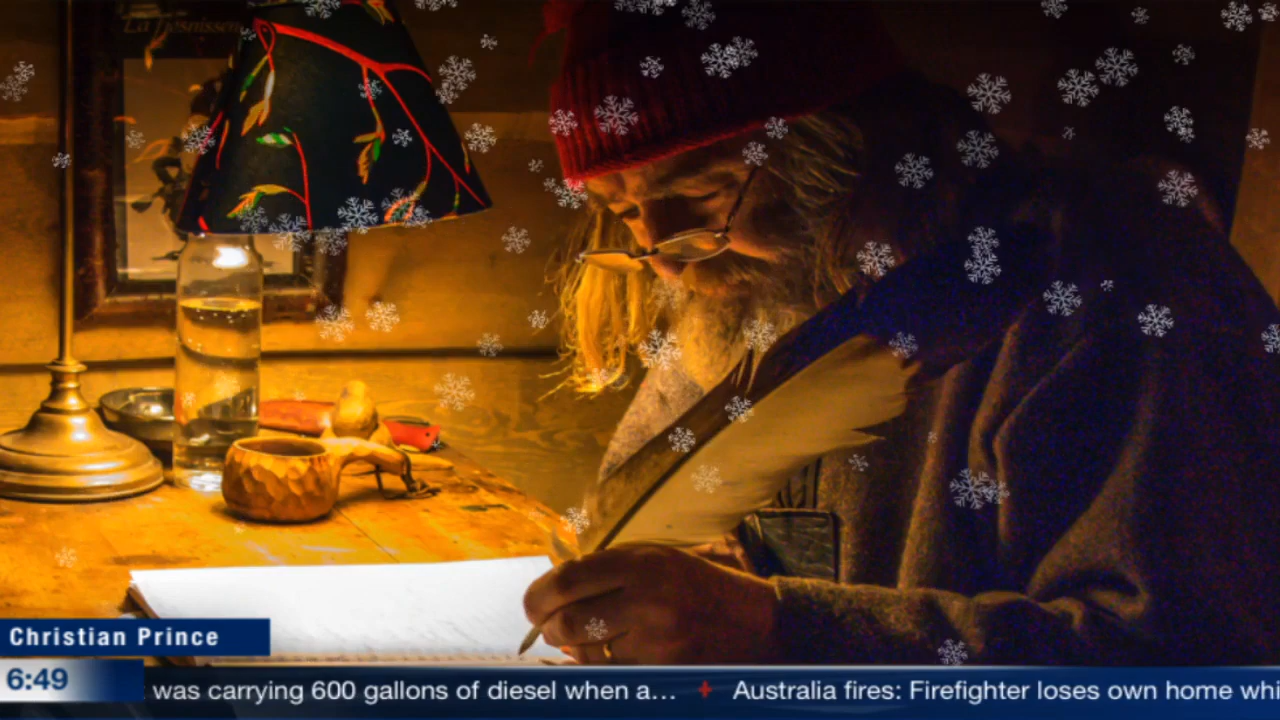 Christian Prince
6:49
was carrying 600 gallons of diesel when a... + Australia fires: Firefighter loses own home whi